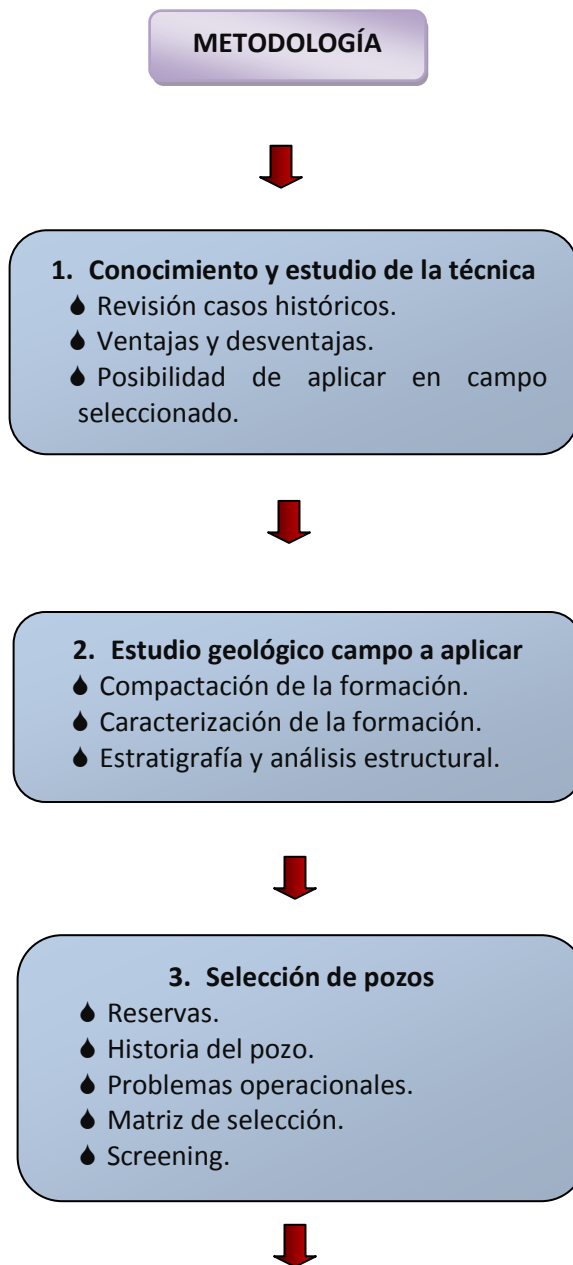 METODOLOGÍA
1. Conocimiento y estudio de la técnica
Revisión casos históricos.
Ventajas y desventajas.
Posibilidad de aplicar en campo
seleccionado.
2. Estudio geológico campo a aplicar
Compactación de la formación.
Caracterización de la formación.
Estratigrafía y análisis estructural.
3. Selección de pozos
Reservas.
Historia del pozo.
Problemas operacionales.
Matriz de selección.
Screening.